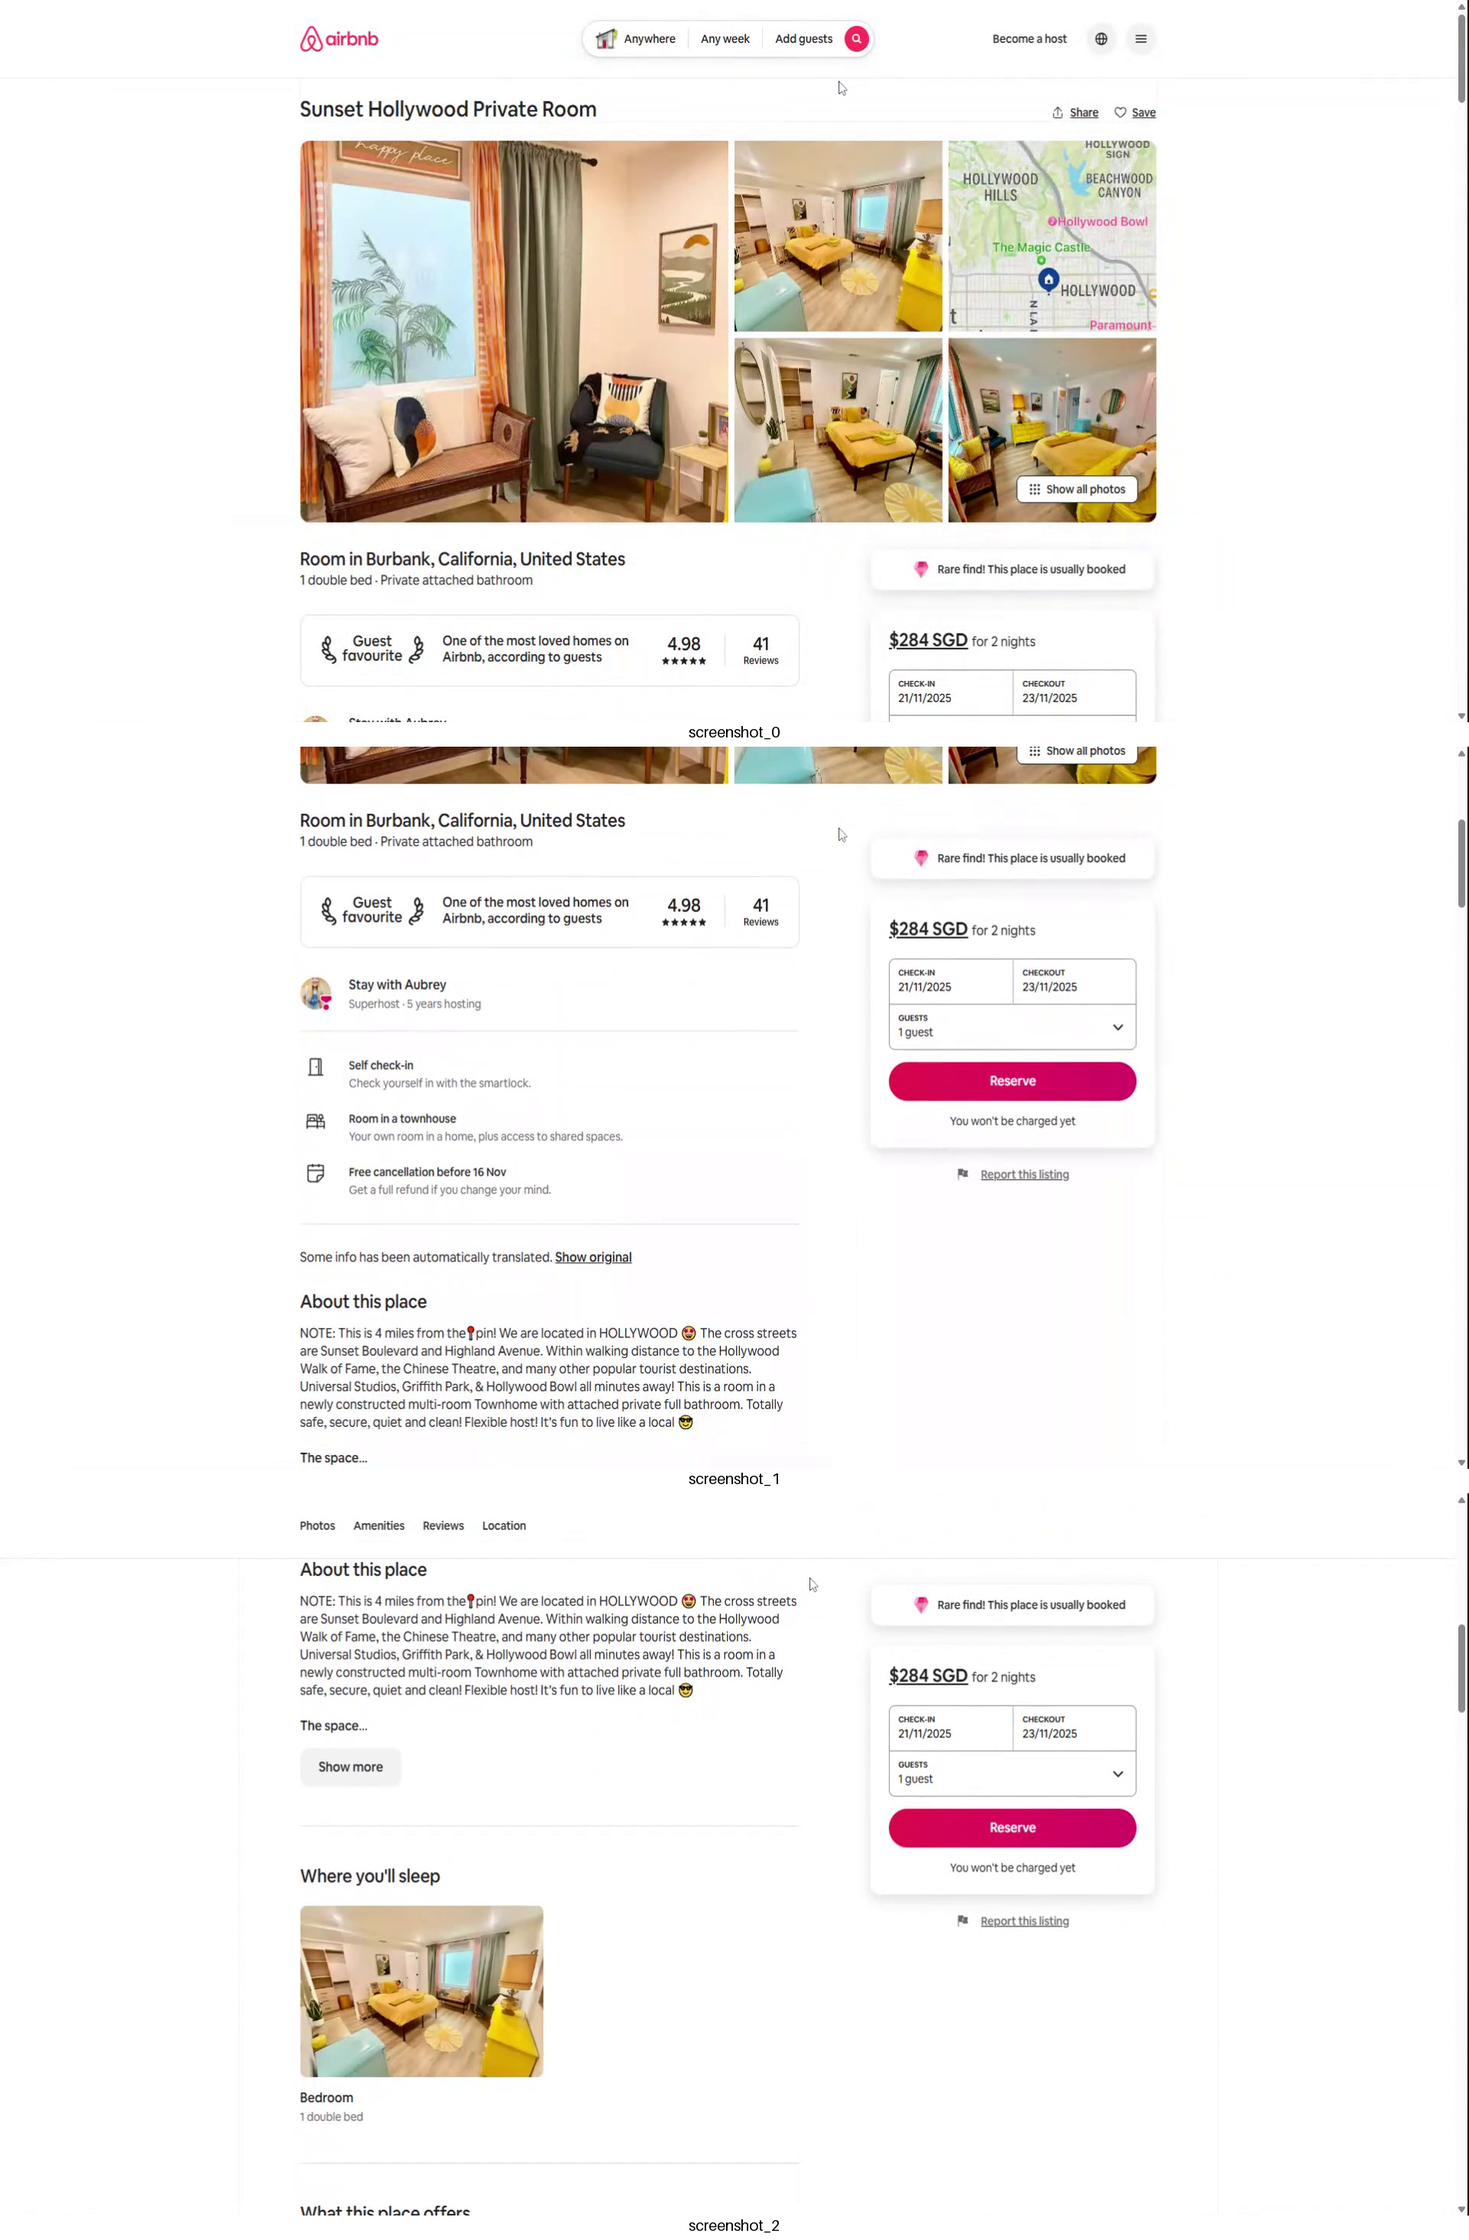 airbnb
Anywhere
Any week
Add guests
Become a host
Sunset Hollywood Private Room
Share
Save
happy place
HOLLYWOOD
SIGN
HOLLYWOOD
HILLS
BEACHWOOD
CANYON
Hollywood Bowl
The Magic Castle
HOLLYWOOD
N LA
t
Paramount
Show all photos
Room in Burbank, California, United States
1 double bed · Private attached bathroom
Rare find! This place is usually booked
Guest
favourite
One of the most loved homes on
Airbnb, according to guests
4.98
41
Reviews
$284 SGD for 2 nights
CHECK-IN
21/11/2025
CHECKOUT
23/11/2025
Stay with Aubrey
screenshot_0
Show all photos
Room in Burbank, California, United States
1 double bed · Private attached bathroom
Rare find! This place is usually booked
Guest
favourite
One of the most loved homes on
Airbnb, according to guests
4.98
41
Reviews
$284 SGD for 2 nights
CHECK-IN
21/11/2025
CHECKOUT
23/11/2025
GUESTS
1 guest
Reserve
You won't be charged yet
Report this listing
Stay with Aubrey
Superhost · 5 years hosting
Self check-in
Check yourself in with the smartlock.
Room in a townhouse
Your own room in a home, plus access to shared spaces.
Free cancellation before 16 Nov
Get a full refund if you change your mind.
Some info has been automatically translated. Show original
About this place
NOTE: This is 4 miles from the📍pin! We are located in HOLLYWOOD 🤩 The cross streets
are Sunset Boulevard and Highland Avenue. Within walking distance to the Hollywood
Walk of Fame, the Chinese Theatre, and many other popular tourist destinations.
Universal Studios, Griffith Park, & Hollywood Bowl all minutes away! This is a room in a
newly constructed multi-room Townhome with attached private full bathroom. Totally
safe, secure, quiet and clean! Flexible host! It's fun to live like a local 😎
The space...
screenshot_1
Photos
Amenities
Reviews
Location
About this place
NOTE: This is 4 miles from the📍pin! We are located in HOLLYWOOD 🤩 The cross streets
are Sunset Boulevard and Highland Avenue. Within walking distance to the Hollywood
Walk of Fame, the Chinese Theatre, and many other popular tourist destinations.
Universal Studios, Griffith Park, & Hollywood Bowl all minutes away! This is a room in a
newly constructed multi-room Townhome with attached private full bathroom. Totally
safe, secure, quiet and clean! Flexible host! It's fun to live like a local 😎
The space...
Show more
Rare find! This place is usually booked
$284 SGD for 2 nights
CHECK-IN
21/11/2025
CHECKOUT
23/11/2025
GUESTS
1 guest
Reserve
You won't be charged yet
Report this listing
Where you'll sleep
Bedroom
1 double bed
What this place offers
screenshot_2